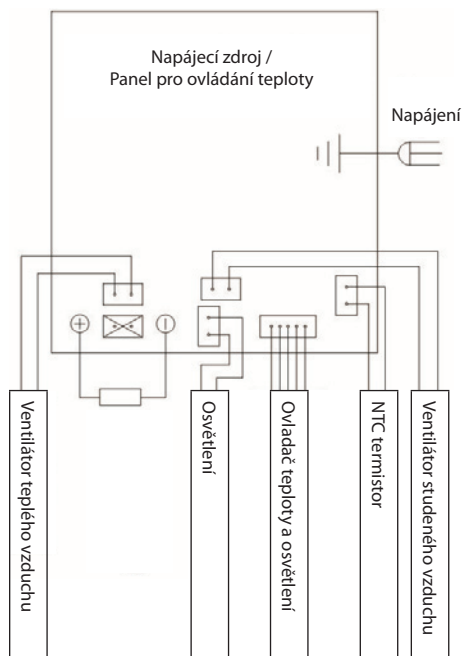 Napájecí zdroj /
Panel pro ovládání teploty
Napájení
Ventilátor teplého vzduchu
Osvětlení
Ovladač teploty a osvětlení
NTC termistor
Ventilátor studeného vzduchu